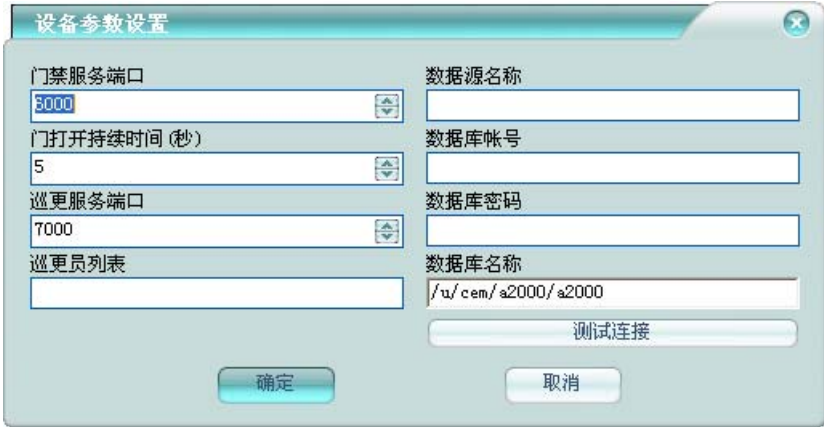 设备参数设置
门禁服务端口
6000
门打开持续时间(秒)
5
巡更服务端口
7000
巡更员列表
数据源名称
数据库帐号
数据库密码
数据库名称
/u/cem/a2000/a2000
测试连接
确定
取消